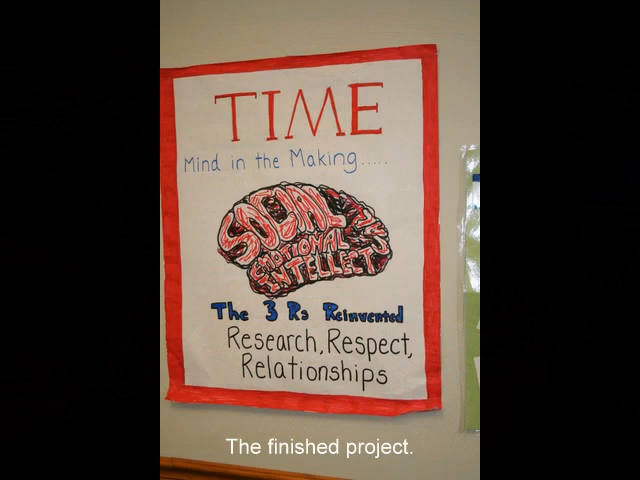 TIME
Mind in the Making.....
SOCIAL
EMOTIONAL
INTELLECT
The 3 Rs Reinvented
Research, Respect,
Relationships
The finished project.